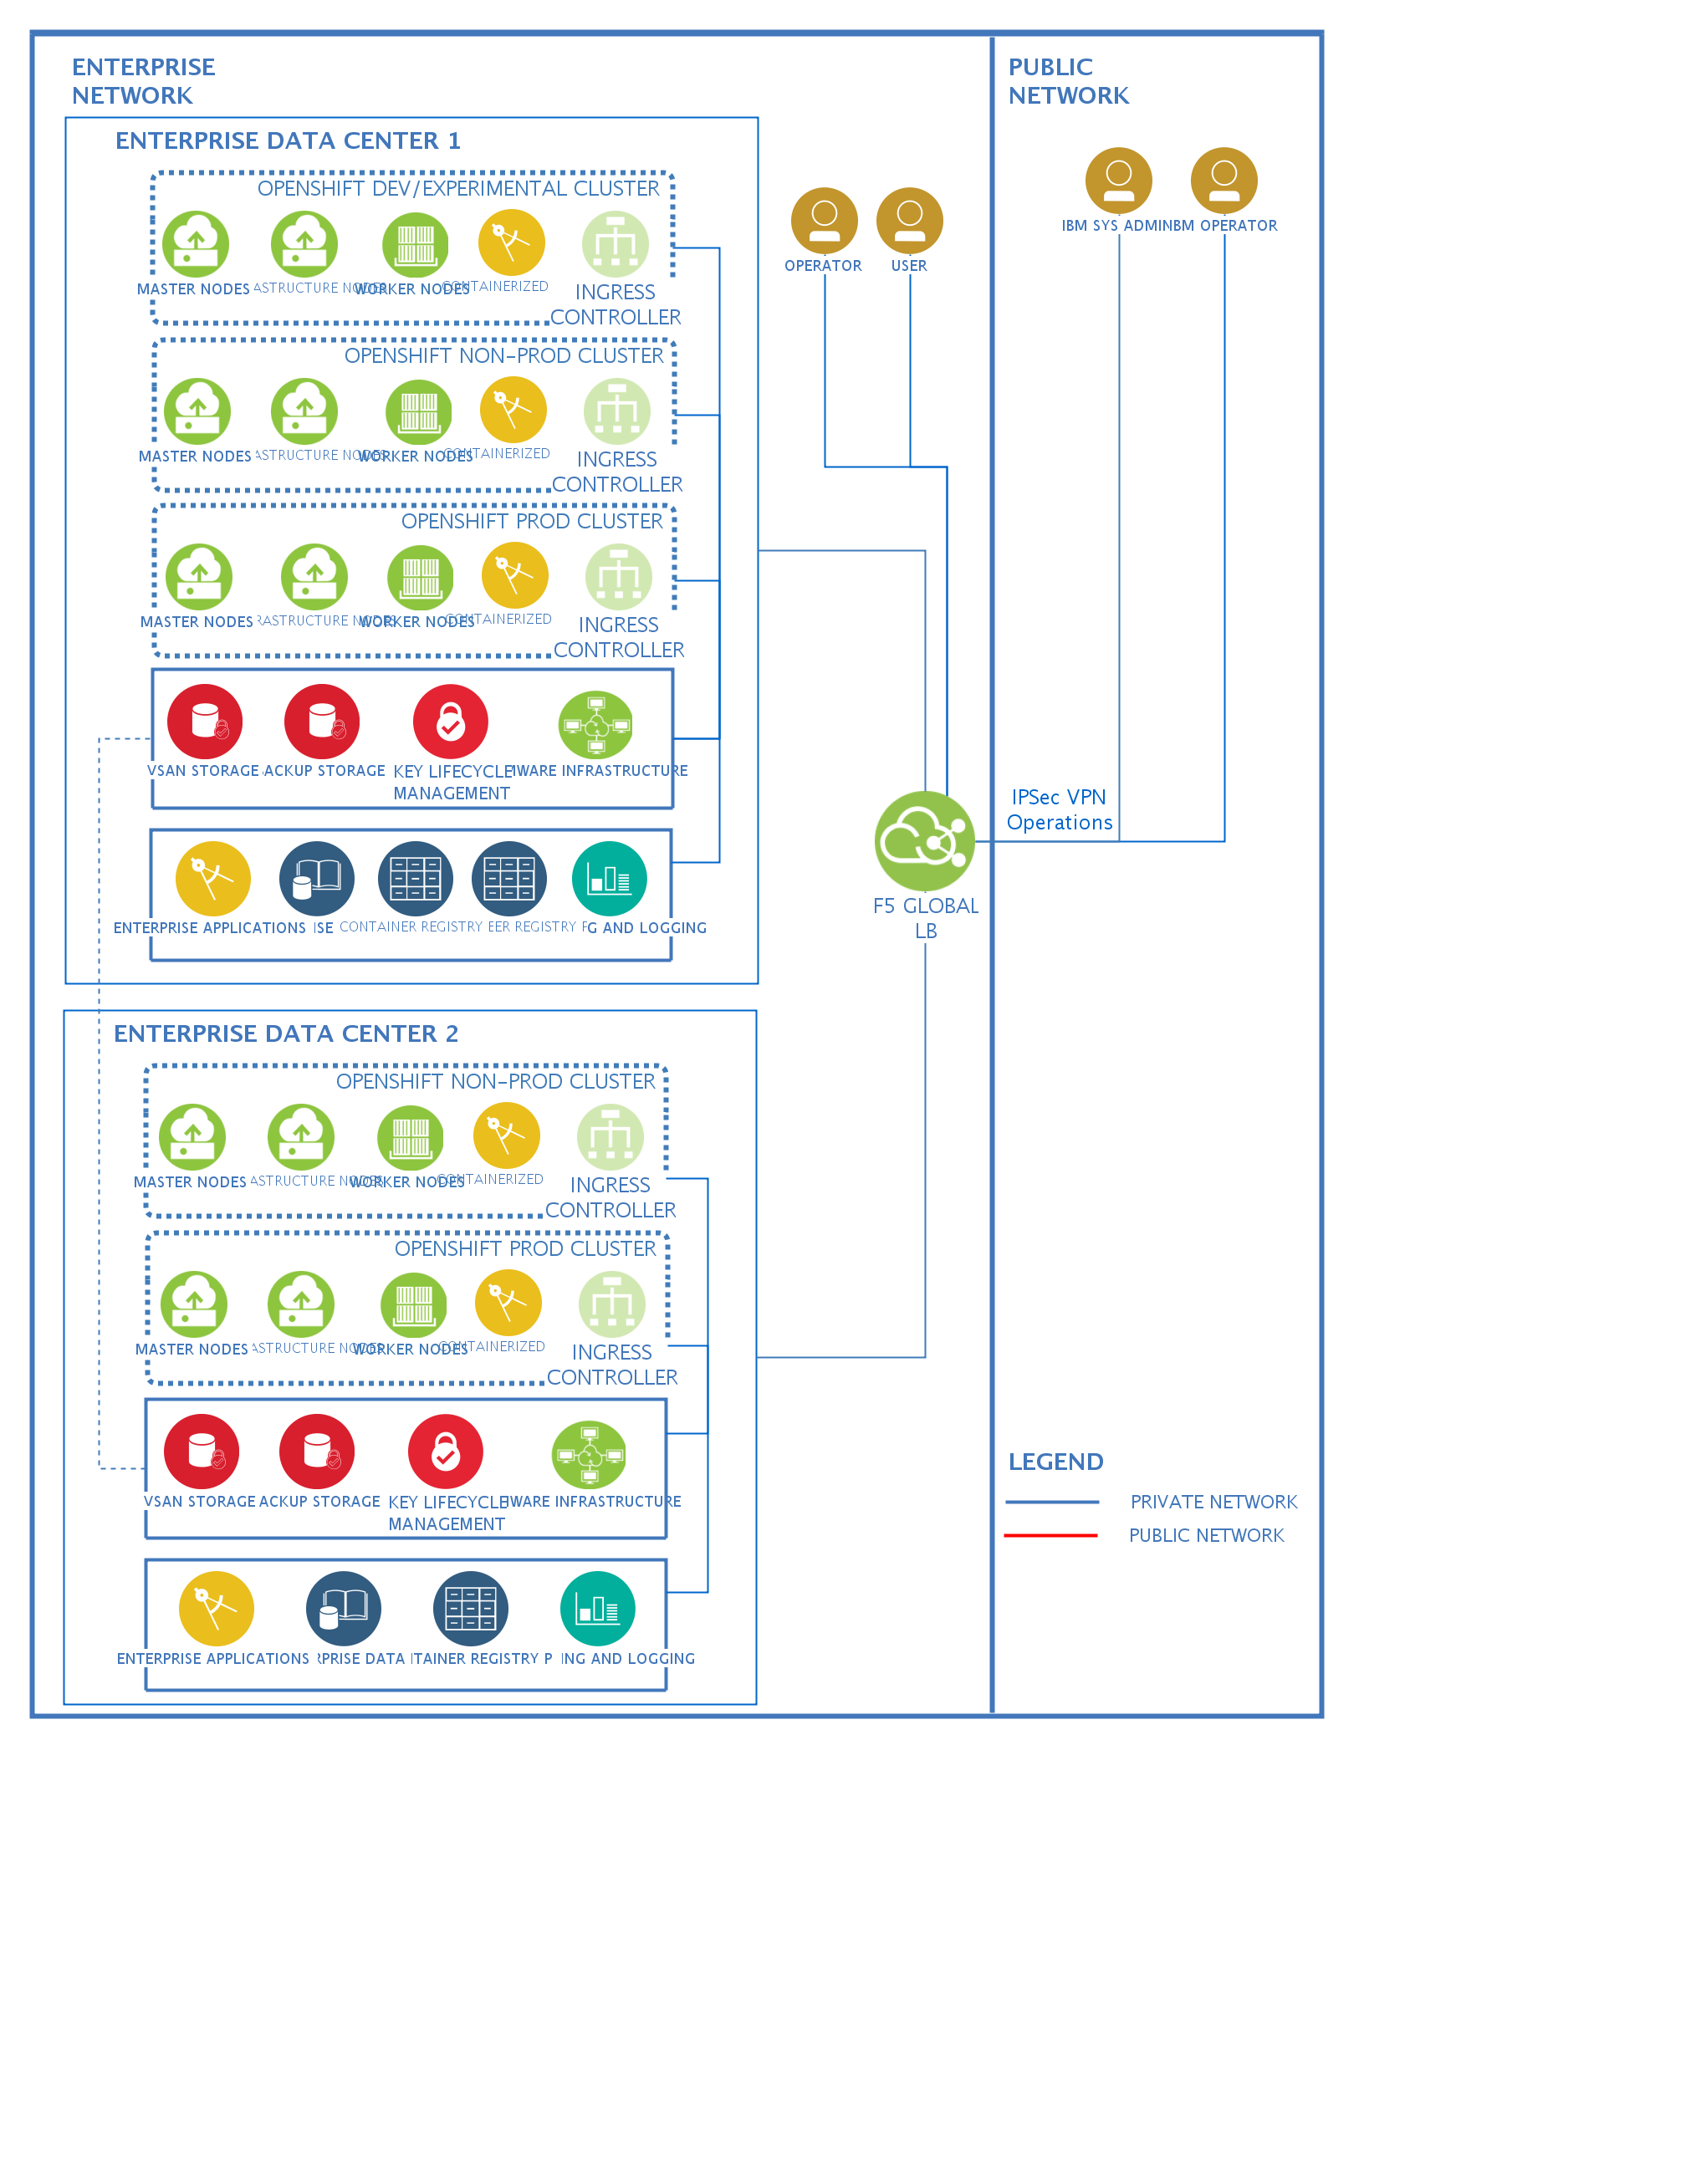 ENTERPRISE
NETWORK
PUBLIC
NETWORK
ENTERPRISE DATA CENTER 1
OPENSHIFT DEV/EXPERIMENTAL CLUSTER
MASTER NODES
ASTRUCTURE NODES
WORKER NODES
CONTAINERIZED
INGRESS
CONTROLLER
OPENSHIFT NON-PROD CLUSTER
MASTER NODES
ASTRUCTURE NODES
WORKER NODES
CONTAINERIZED
INGRESS
CONTROLLER
OPENSHIFT PROD CLUSTER
MASTER NODES
RASTRUCTURE NODES
WORKER NODES
CONTAINERIZED
INGRESS
CONTROLLER
VSAN STORAGE
ACKUP STORAGE
KEY LIFECYCLE
MANAGEMENT
WARE INFRASTRUCTURE
ENTERPRISE APPLICATIONS
ISE
CONTAINER REGISTRY
EER REGISTRY
G AND LOGGING
OPERATOR
USER
IBM SYS ADMIN
BM OPERATOR
IPSec VPN
Operations
F5 GLOBAL
LB
ENTERPRISE DATA CENTER 2
OPENSHIFT NON-PROD CLUSTER
MASTER NODES
ASTRUCTURE NODES
WORKER NODES
CONTAINERIZED
INGRESS
CONTROLLER
OPENSHIFT PROD CLUSTER
MASTER NODES
ASTRUCTURE NODES
WORKER NODES
CONTAINERIZED
INGRESS
CONTROLLER
VSAN STORAGE
ACKUP STORAGE
KEY LIFECYCLE
MANAGEMENT
WARE INFRASTRUCTURE
ENTERPRISE APPLICATIONS
RPRISE DATA
TAINER REGISTRY P
ING AND LOGGING
LEGEND
PRIVATE NETWORK
PUBLIC NETWORK